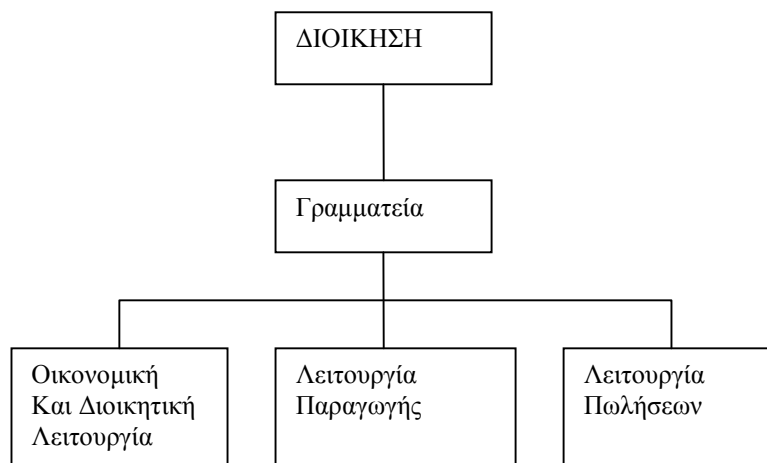 ΔΙΟΙΚΗΣΗ
Γραμματεία
Οικονομική
Και Διοικητική
Λειτουργία
Λειτουργία
Παραγωγής
Λειτουργία
Πωλήσεων